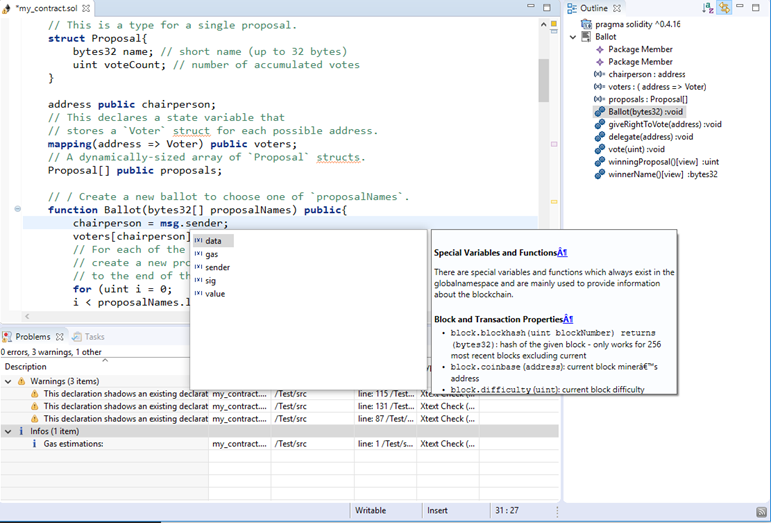 *my_contract.sol
// This is a type for a single proposal.
struct Proposal{
bytes32 name; // short name (up to 32 bytes)
uint voteCount; // number of accumulated votes
}
address public chairperson;
// This declares a state variable that
// stores a `Voter` struct for each possible address.
mapping(address => Voter) public voters;
// A dynamically-sized array of `Proposal` structs.
Proposal[] public proposals;
// / Create a new ballot to choose one of `proposalNames`.
function Ballot(bytes32[] proposalNames) public{
chairperson = msg.sender;
voters[chairperson]
// For each of the
// create a new pro
// to the end of th
for (uint i = 0;
i < proposalNames.l
data
gas
sender
sig
value
Special Variables and FunctionsÂ¶
There are special variables and functions which always exist in the
globalnamespace and are mainly used to provide information
about the blockchain.
Block and Transaction PropertiesÂ¶
• block.blockhash(uint blockNumber) returns
(bytes32): hash of the given block - only works for 256
most recent blocks excluding current
• block.coinbase (address): current block minerâ€™s
address
• block.difficulty (uint): current block difficulty
Outline
pragma solidity ^0.4.16
Ballot
Package Member
Package Member
chairperson : address
voters : ( address => Voter)
proposals : Proposal[]
Ballot(bytes32) :void
giveRightToVote(address) :void
delegate(address) :void
vote(uint) :void
winningProposal()[view] :uint
winnerName()[view] :bytes32
Problems
Tasks
0 errors, 3 warnings, 1 other
Description
Warnings (3 items)
This declaration shadows an existing declarat my_contract.... /Test/src line: 115 /Test... Xtext Check (...
This declaration shadows an existing declarat my_contract.... /Test/src line: 131 /Test... Xtext Check (...
This declaration shadows an existing declarat my_contract.... /Test/src line: 87 /Test... Xtext Check (...
Infos (1 item)
Gas estimations: my_contract.... /Test/src line: 1 /Test/s... Xtext Check (...
Writable Insert 31 : 27